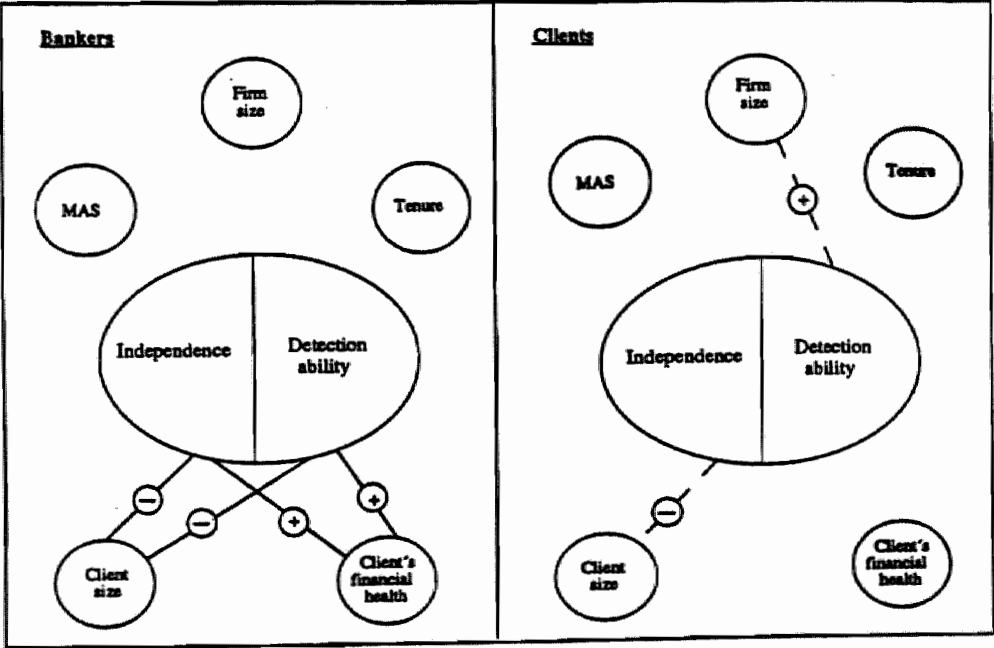 Bankers
Firm
size
MAS
Tenure
Independence
Detection
ability
−
−
+
+
Client
size
Client's
financial
health
Clients
Firm
size
MAS
Tenure
+
Independence
Detection
ability
−
Client
size
Client's
financial
health